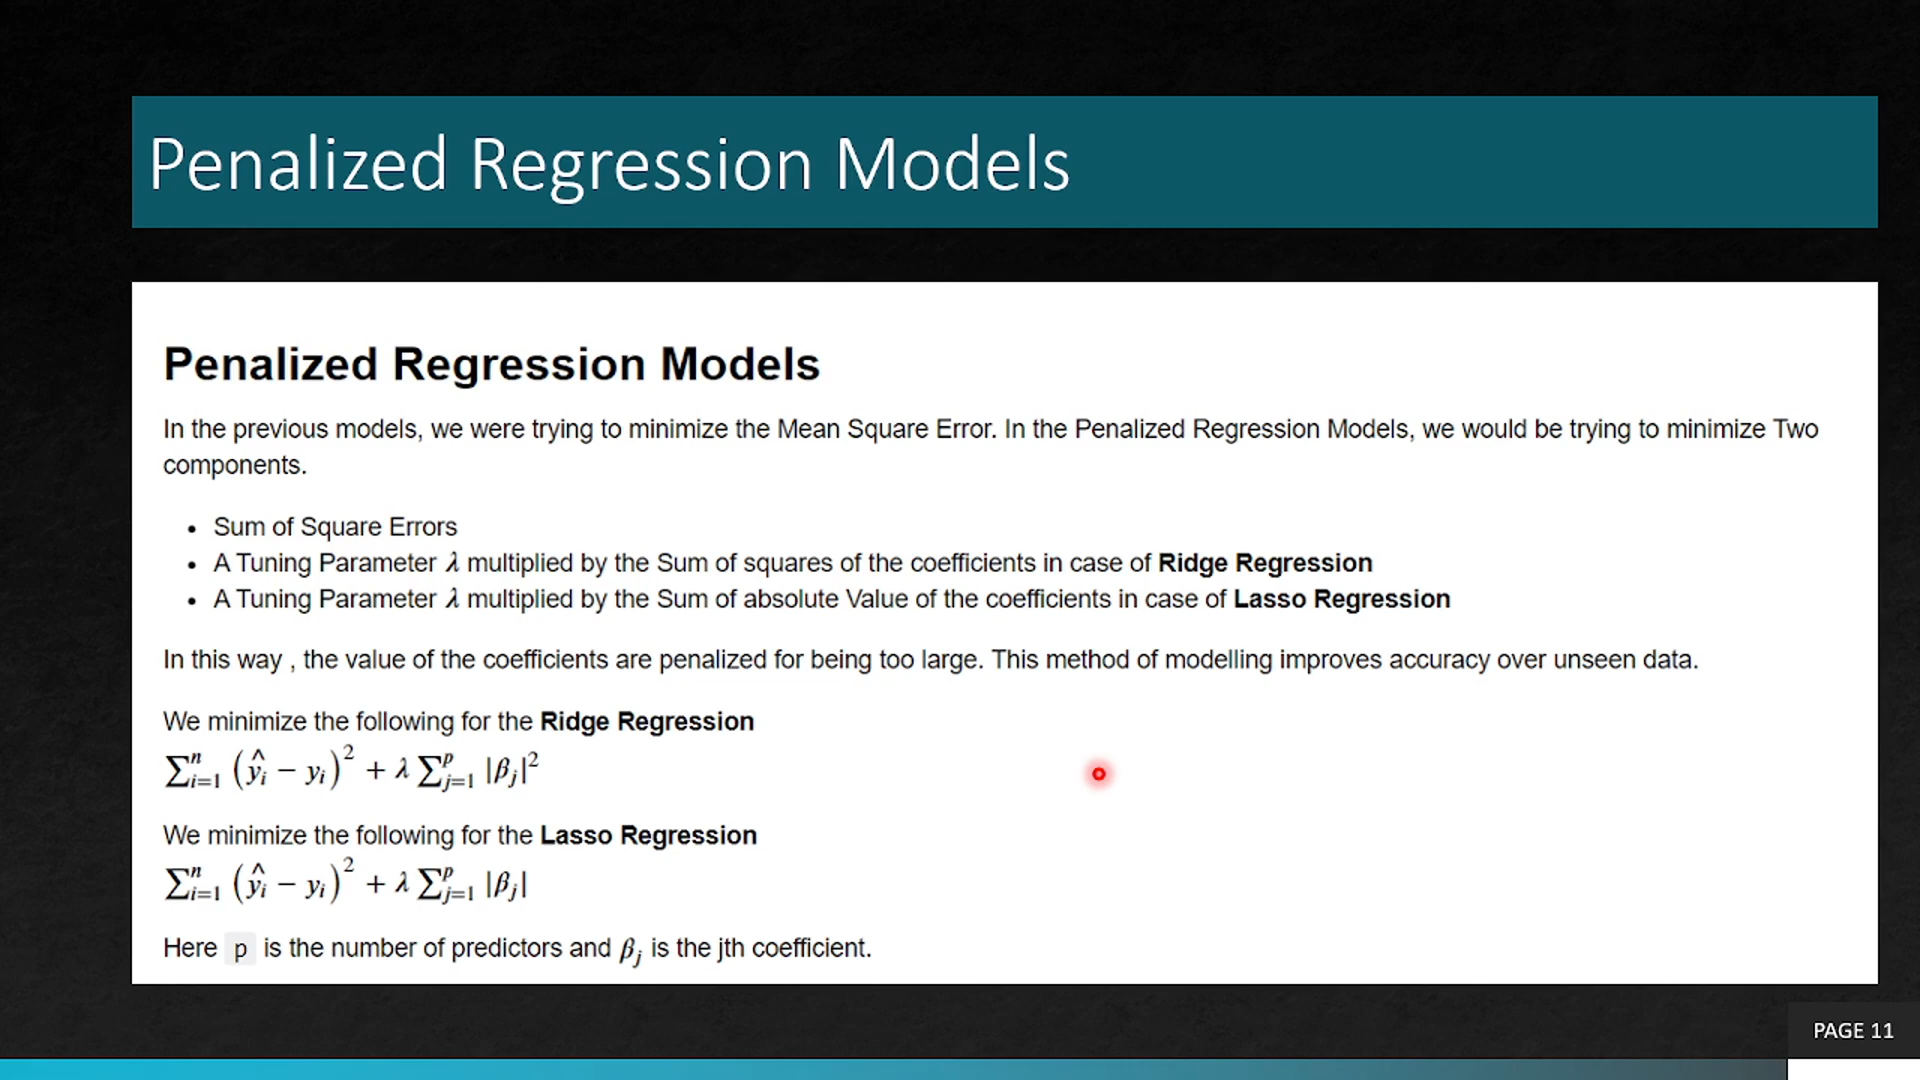 Penalized Regression Models
Penalized Regression Models
In the previous models, we were trying to minimize the Mean Square Error. In the Penalized Regression Models, we would be trying to minimize Two
components.
• Sum of Square Errors
• A Tuning Parameter λ multiplied by the Sum of squares of the coefficients in case of Ridge Regression
• A Tuning Parameter λ multiplied by the Sum of absolute Value of the coefficients in case of Lasso Regression
In this way , the value of the coefficients are penalized for being too large. This method of modelling improves accuracy over unseen data.
We minimize the following for the Ridge Regression
∑ⁿᵢ₌₁ (ŷᵢ − yᵢ)² + λ ∑ᵖⱼ₌₁ |βⱼ|²
We minimize the following for the Lasso Regression
∑ⁿᵢ₌₁ (ŷᵢ − yᵢ)² + λ ∑ᵖⱼ₌₁ |βⱼ|
Here p is the number of predictors and βⱼ is the jth coefficient.
PAGE 11